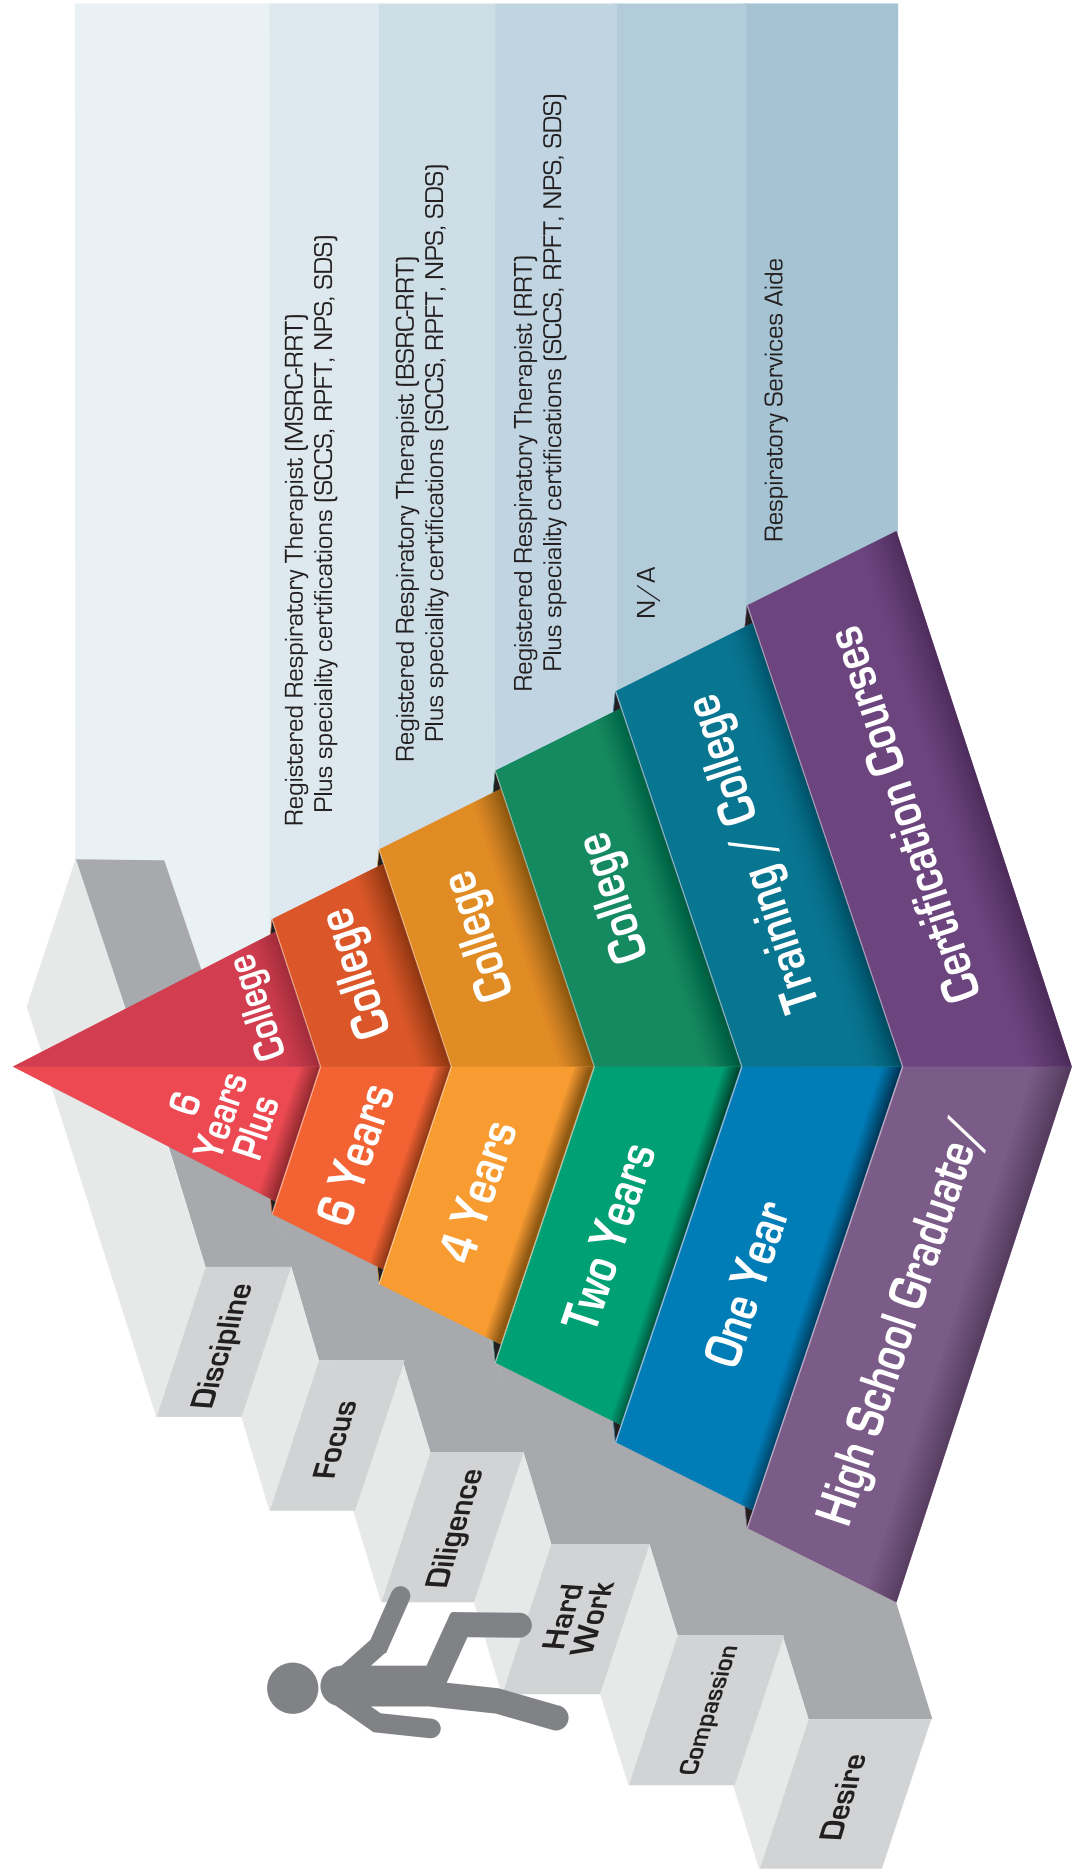 6
Years
Plus
College
6 Years
College
Registered Respiratory Therapist (MSRC-RRT)
Plus speciality certifications (SCCS, RPFT, NPS, SDS)
4 Years
College
Registered Respiratory Therapist (BSRC-RRT)
Plus speciality certifications (SCCS, RPFT, NPS, SDS)
Two Years
College
Registered Respiratory Therapist (RRT)
Plus speciality certifications (SCCS, RPFT, NPS, SDS)
One Year
Training / College
N/A
High School Graduate/
Certification Courses
Respiratory Services Aide
Discipline
Focus
Diligence
Hard
Work
Compassion
Desire